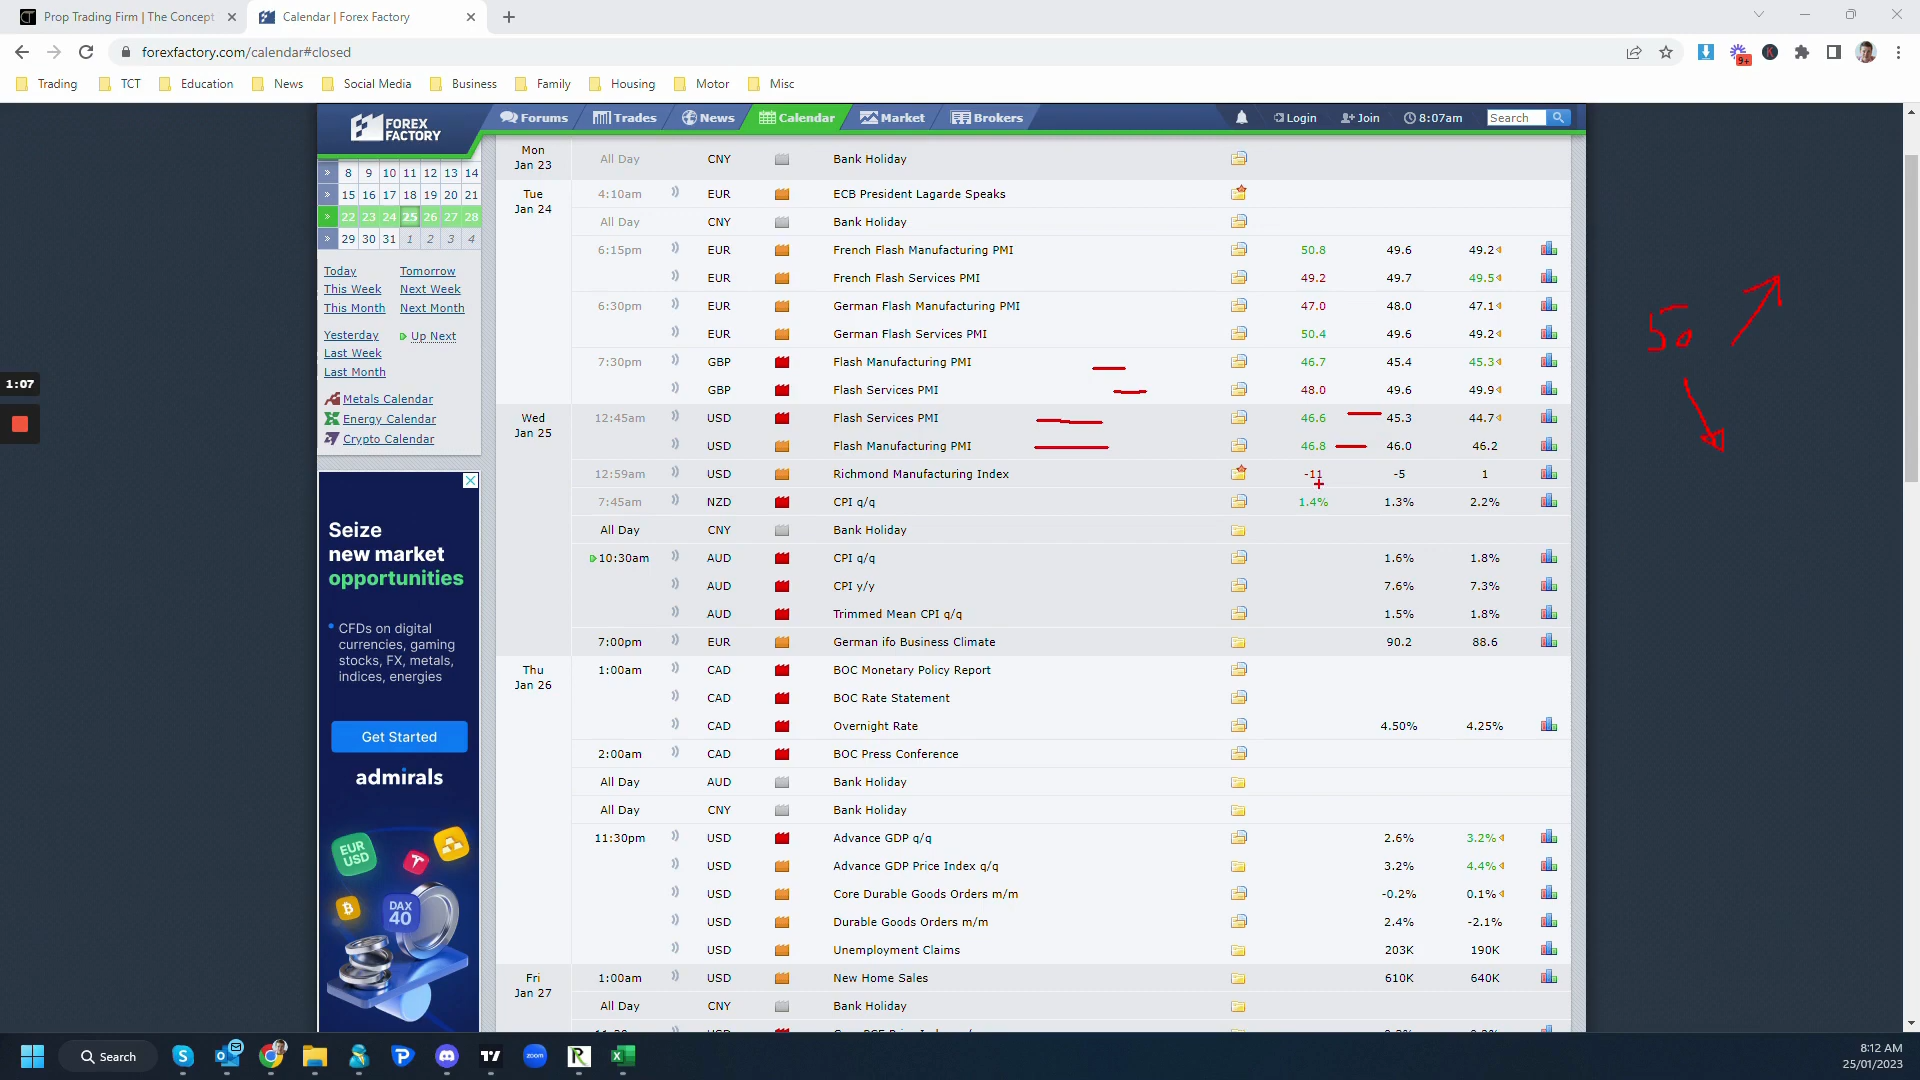 Prop Trading Firm | The Concept
Calendar | Forex Factory
forexfactory.com/calendar#closed
9+
K
Trading
TCT
Education
News
Social Media
Business
Family
Housing
Motor
Misc
FOREX
FACTORY
Forums
Trades
News
Calendar
Market
Brokers
Login
Join
8:07am
Search
8 9 10 11 12 13 14
15 16 17 18 19 20 21
22 23 24 25 26 27 28
29 30 31 1 2 3 4
Today Tomorrow
This Week Next Week
This Month Next Month
Yesterday Up Next
Last Week
Last Month
Metals Calendar
Energy Calendar
Crypto Calendar
1:07
Seize
new market
opportunities
CFDs on digital
currencies, gaming
stocks, FX, metals,
indices, energies
Get Started
admirals
EUR
USD
DAX
40
Mon
Jan 23
All Day CNY Bank Holiday
Tue
Jan 24
4:10am EUR ECB President Lagarde Speaks
All Day CNY Bank Holiday
6:15pm EUR French Flash Manufacturing PMI 50.8 49.6 49.2
EUR French Flash Services PMI 49.2 49.7 49.5
6:30pm EUR German Flash Manufacturing PMI 47.0 48.0 47.1
EUR German Flash Services PMI 50.4 49.6 49.2
7:30pm GBP Flash Manufacturing PMI 46.7 45.4 45.3
GBP Flash Services PMI 48.0 49.6 49.9
Wed
Jan 25
12:45am USD Flash Services PMI 46.6 45.3 44.7
USD Flash Manufacturing PMI 46.8 46.0 46.2
12:59am USD Richmond Manufacturing Index -11 -5 1
7:45am NZD CPI q/q 1.4% 1.3% 2.2%
All Day CNY Bank Holiday
10:30am AUD CPI q/q 1.6% 1.8%
AUD CPI y/y 7.6% 7.3%
AUD Trimmed Mean CPI q/q 1.5% 1.8%
7:00pm EUR German ifo Business Climate 90.2 88.6
Thu
Jan 26
1:00am CAD BOC Monetary Policy Report
CAD BOC Rate Statement
CAD Overnight Rate 4.50% 4.25%
2:00am CAD BOC Press Conference
All Day AUD Bank Holiday
All Day CNY Bank Holiday
11:30pm USD Advance GDP q/q 2.6% 3.2%
USD Advance GDP Price Index q/q 3.2% 4.4%
USD Core Durable Goods Orders m/m -0.2% 0.1%
USD Durable Goods Orders m/m 2.4% -2.1%
USD Unemployment Claims 203K 190K
Fri
Jan 27
1:00am USD New Home Sales 610K 640K
All Day CNY Bank Holiday
50
Search
zoom
8:12 AM
25/01/2023